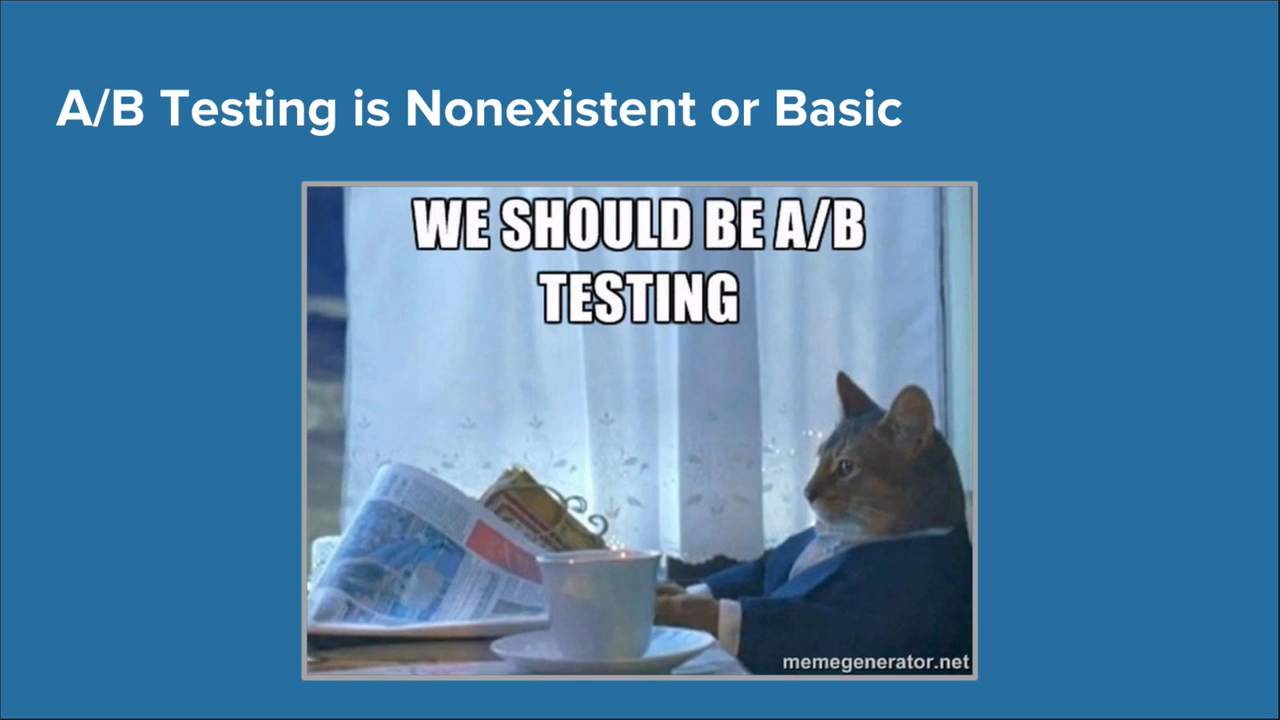 A/B Testing is Nonexistent or Basic
WE SHOULD BE A/B
TESTING
memegenerator.net